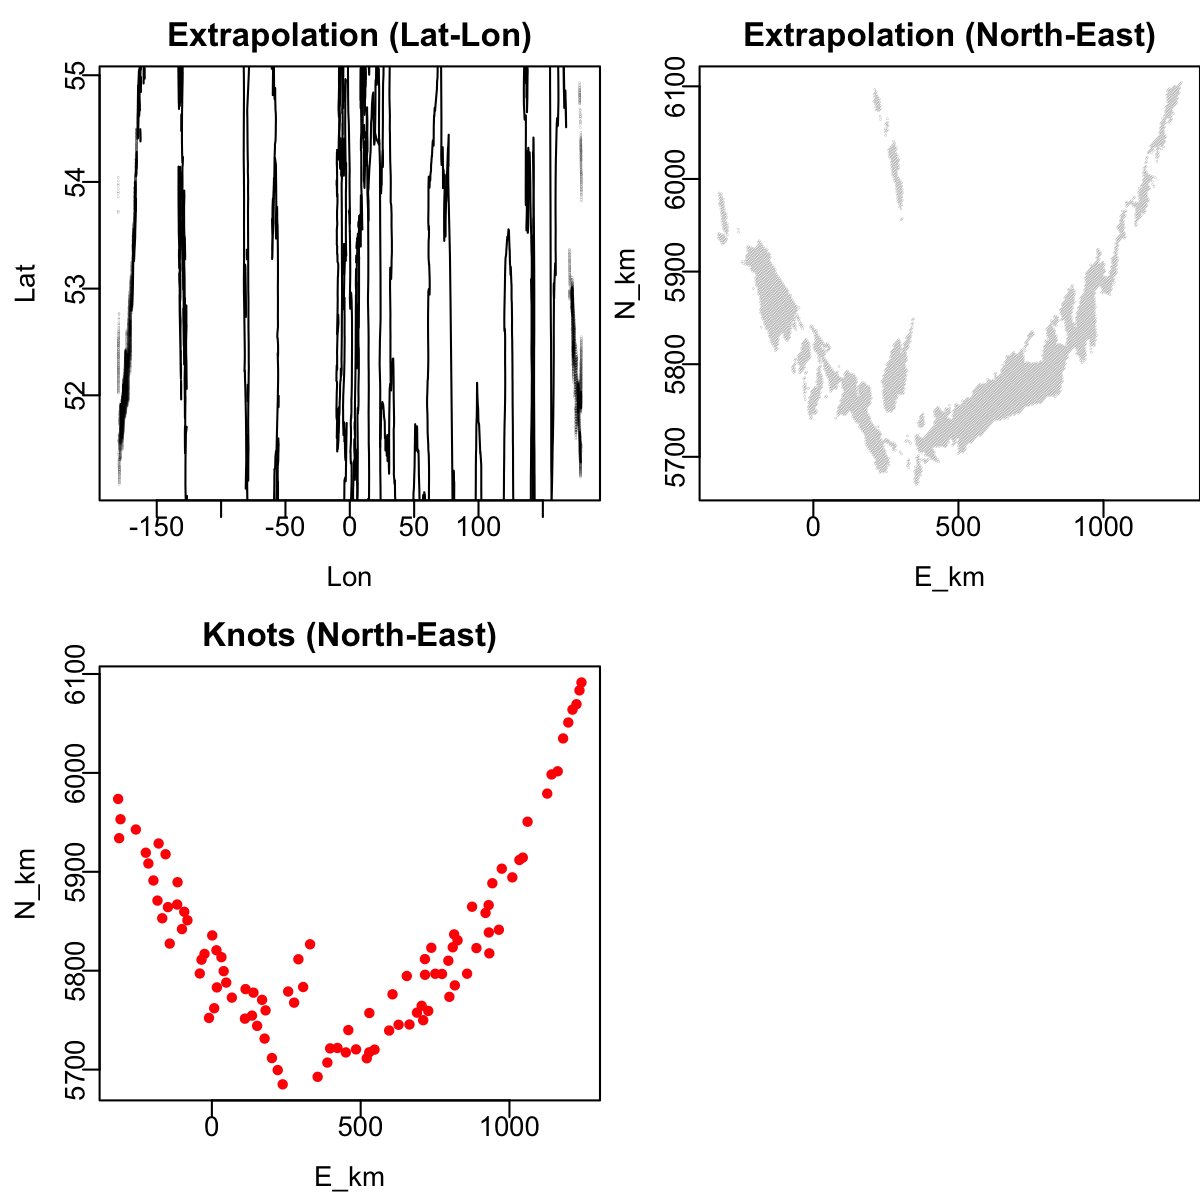 Extrapolation (Lat-Lon)
Lat
55
54
53
52
-150 -50 0 50 100
Lon
Extrapolation (North-East)
N_km
6100
6000
5900
5800
5700
0 500 1000
E_km
Knots (North-East)
N_km
6100
6000
5900
5800
5700
0 500 1000
E_km